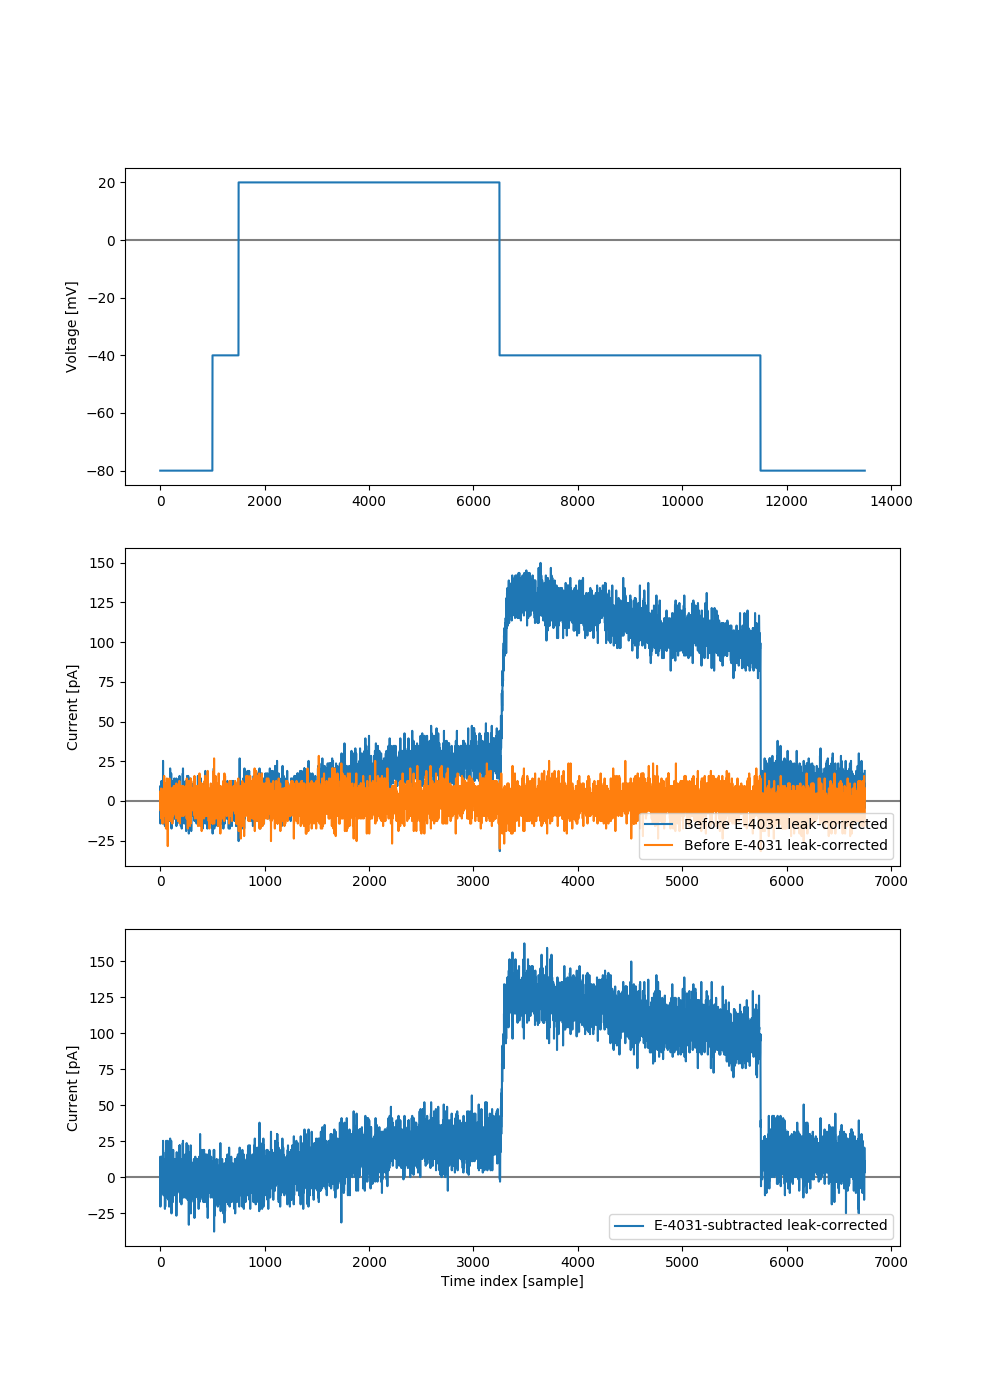 20
0
−20
−40
−60
−80
Voltage [mV]
0 2000 4000 6000 8000 10000 12000 14000
150
125
100
75
50
25
0
−25
Current [pA]
Before E-4031 leak-corrected
Before E-4031 leak-corrected
0 1000 2000 3000 4000 5000 6000 7000
150
125
100
75
50
25
0
−25
Current [pA]
E-4031-subtracted leak-corrected
0 1000 2000 3000 4000 5000 6000 7000
Time index [sample]